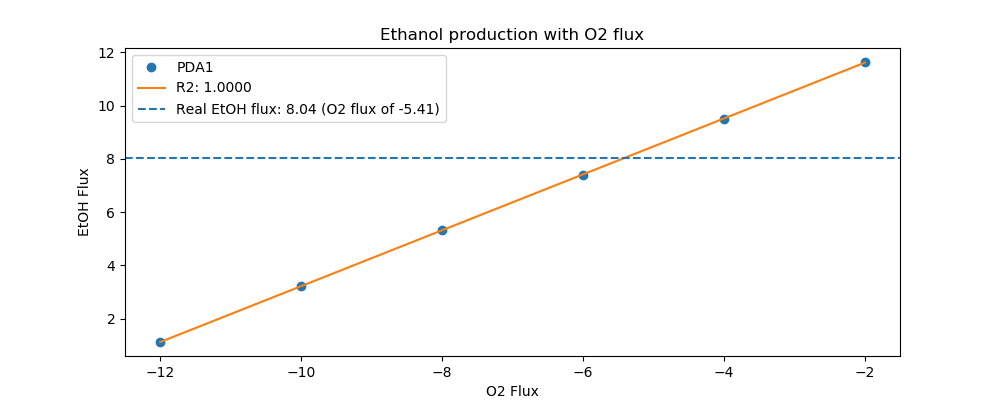 Ethanol production with O2 flux
PDA1
R2: 1.0000
Real EtOH flux: 8.04 (O2 flux of -5.41)
EtOH Flux
12
10
8
6
4
2
−12
−10
−8
−6
−4
−2
O2 Flux